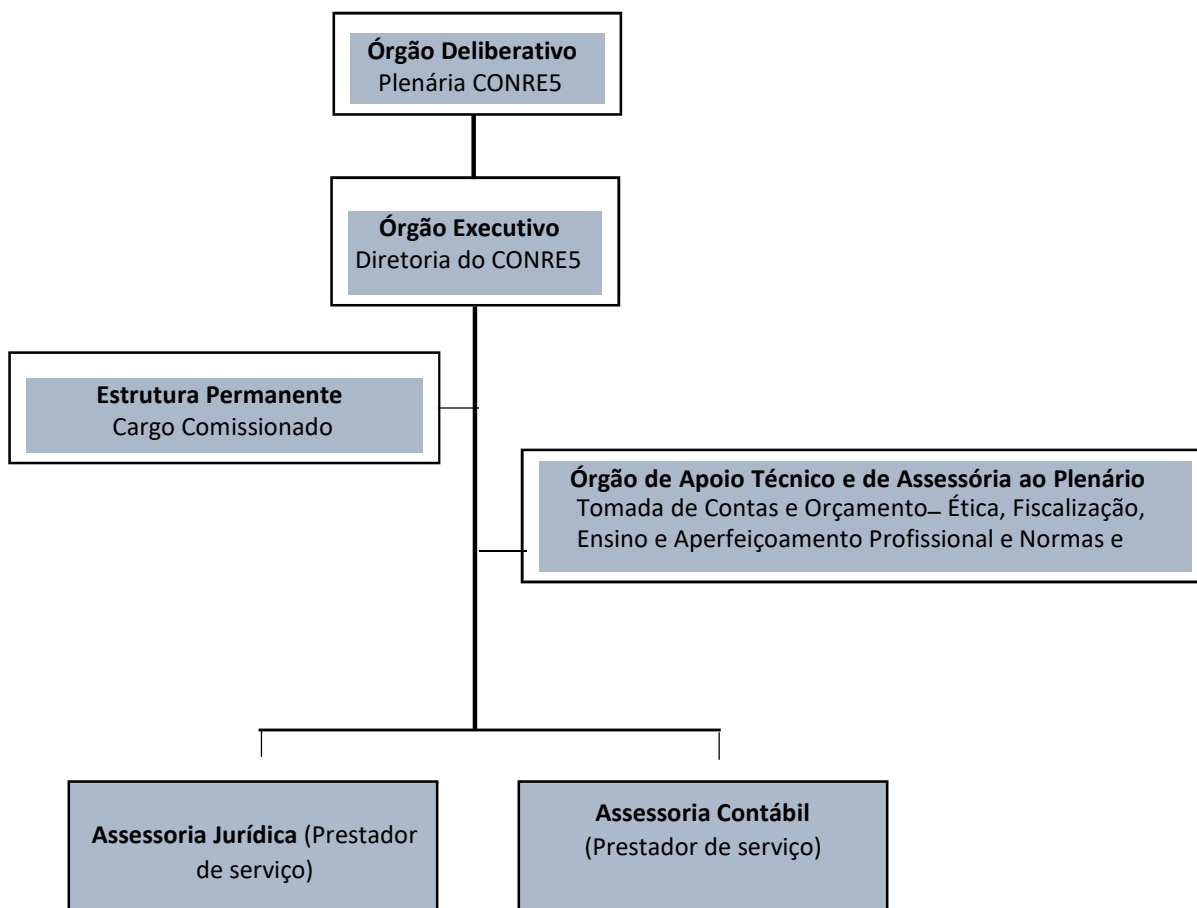 Órgão Deliberativo
Plenária CONRE5
Órgão Executivo
Diretoria do CONRE5
Estrutura Permanente
Cargo Comissionado
Órgão de Apoio Técnico e de Assessória ao Plenário
Tomada de Contas e Orçamento– Ética, Fiscalização,
Ensino e Aperfeiçoamento Profissional e Normas e
Assessoria Jurídica (Prestador
de serviço)
Assessoria Contábil
(Prestador de serviço)